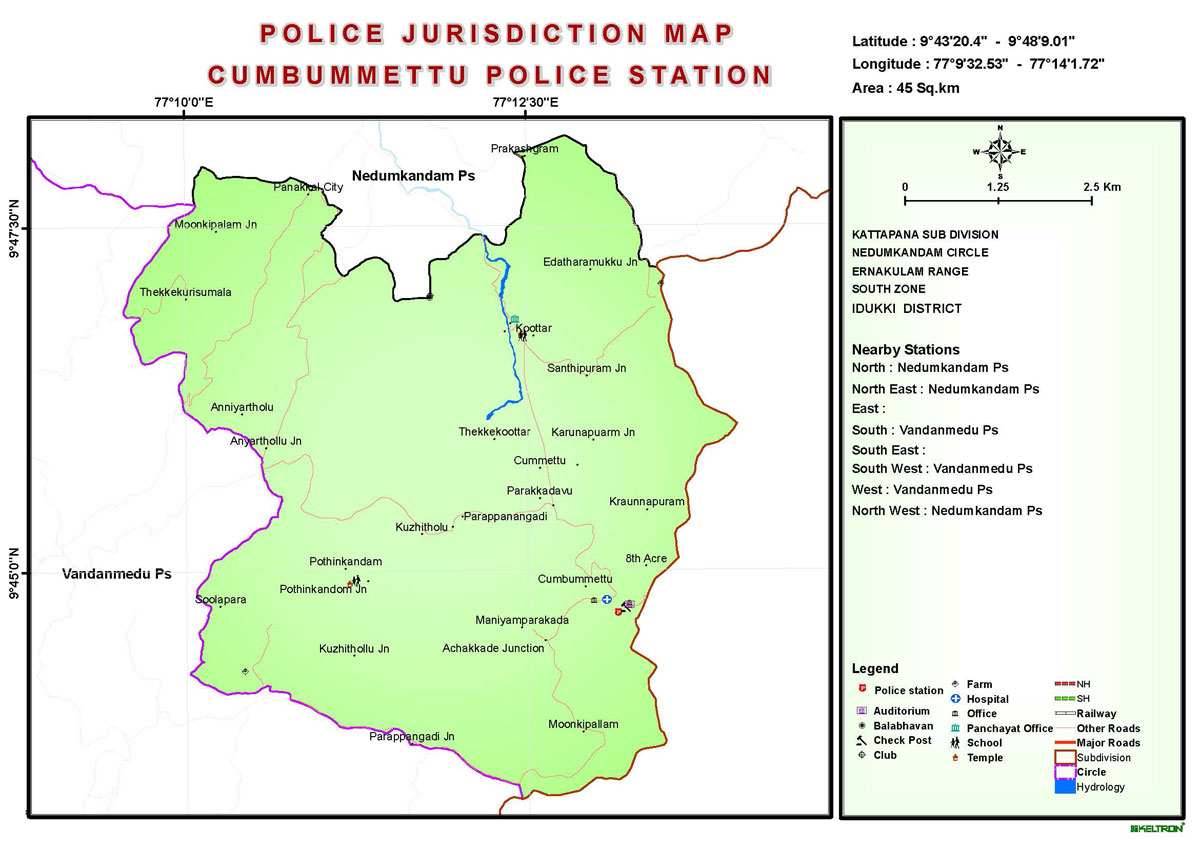 POLICE JURISDICTION MAP
CUMBUMMETTU POLICE STATION
Latitude : 9°43'20.4" - 9°48'9.01"
Longitude : 77°9'32.53" - 77°14'1.72"
Area : 45 Sq.km
77°10'0"E
77°12'30"E
9°47'30"N
9°45'0"N
Prakashgram
Nedumkandam Ps
Panakkal City
Moonkipalam Jn
Edatharamukku Jn
Thekkekurisumala
Koottar
Santhipuram Jn
Anniyartholu
Anyarthollu Jn
Thekkekoottar
Karunapuarm Jn
Cummettu
Parakkadavu
Kraunnapuram
Parappanangadi
Kuzhitholu
8th Acre
Pothinkandam
Vandanmedu Ps
Cumbummettu
Pothinkandom Jn
Soolapara
Maniyamparakada
Kuzhithollu Jn
Achakkade Junction
Moonkipallam
Parappangadi Jn
N
W
E
S
0
1.25
2.5 Km
KATTAPANA SUB DIVISION
NEDUMKANDAM CIRCLE
ERNAKULAM RANGE
SOUTH ZONE
IDUKKI DISTRICT
Nearby Stations
North : Nedumkandam Ps
North East : Nedumkandam Ps
East :
South : Vandanmedu Ps
South East :
South West : Vandanmedu Ps
West : Vandanmedu Ps
North West : Nedumkandam Ps
Legend
Police station
Auditorium
Balabhavan
Check Post
Club
Farm
Hospital
Office
Panchayat Office
School
Temple
NH
SH
Railway
Other Roads
Major Roads
Subdivision
Circle
Hydrology
KELTRON